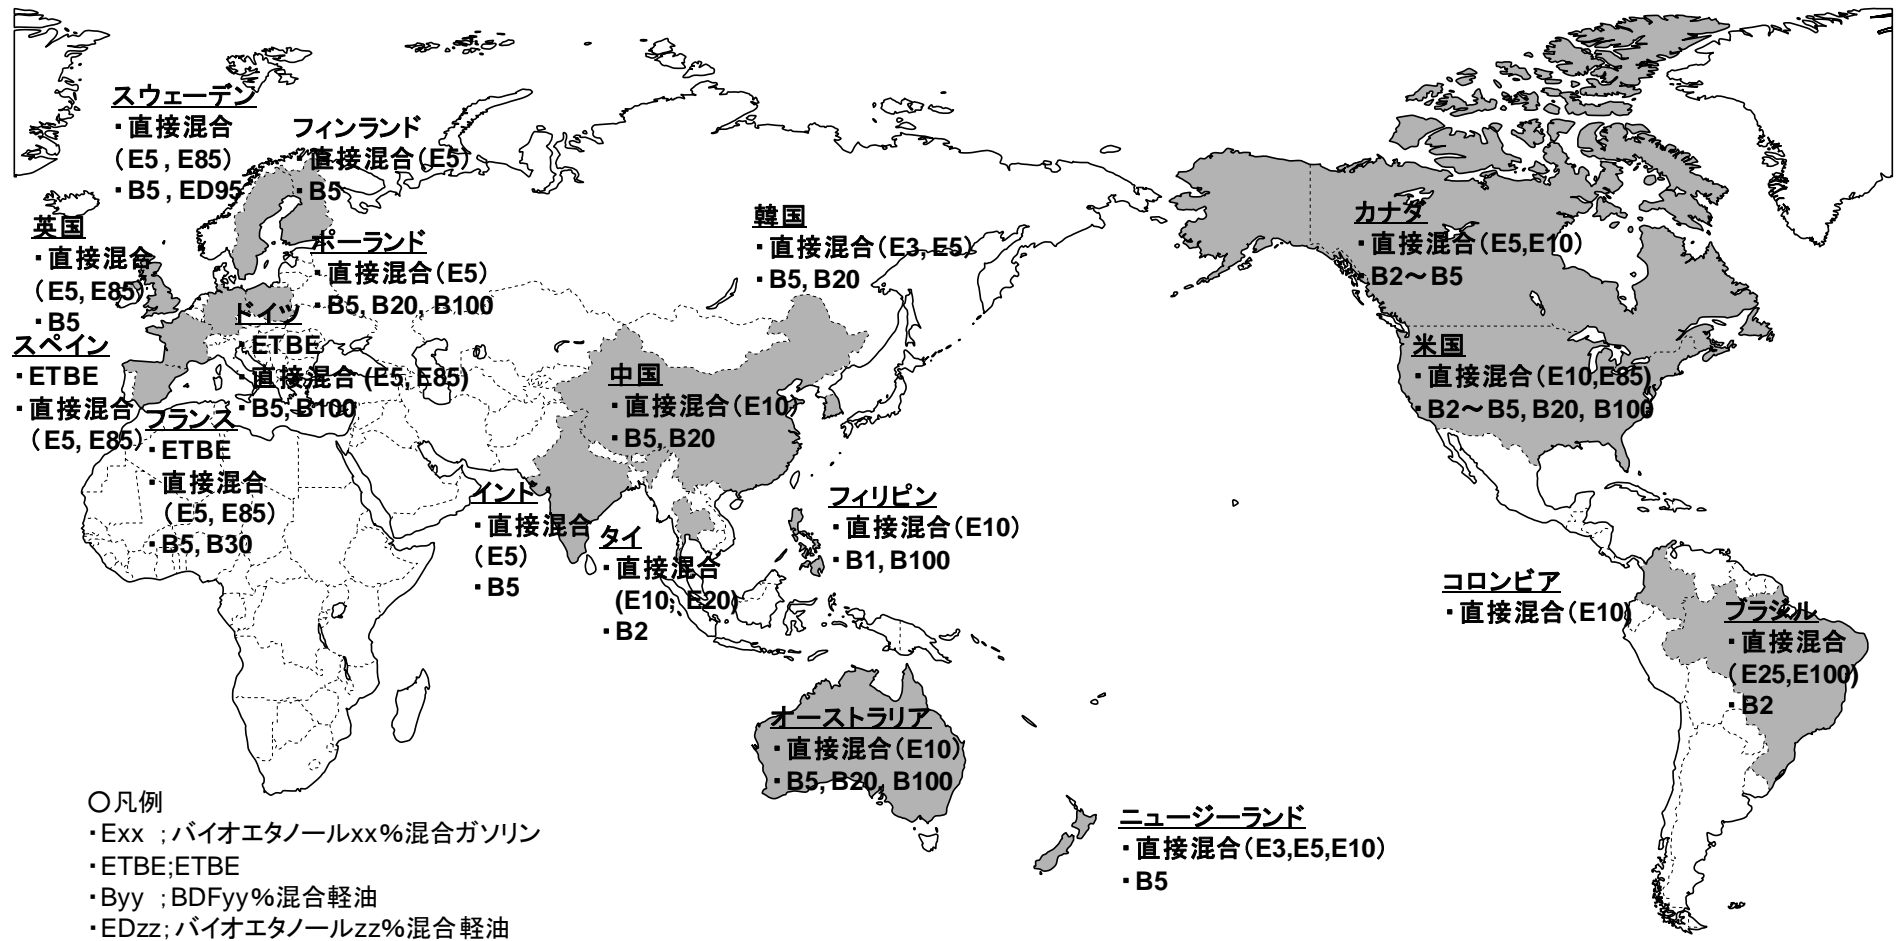 スウェーデン
・直接混合
（E5 , E85）
・B5 , ED95
フィンランド
・直接混合（E5）
・B5
英国
・直接混合
（E5, E85）
・B5
ポーランド
・直接混合（E5）
・B5, B20, B100
ドイツ
・ETBE
・直接混合 (E5, E85)
・B5, B100
スペイン
・ETBE
・直接混合
（E5, E85）
フランス
・ETBE
・直接混合
（E5, E85）
・B5, B30
韓国
・直接混合（E3, E5）
・B5, B20
中国
・直接混合（E10）
・B5, B20
インド
・直接混合
（E5）
・B5
タイ
・直接混合
(E10, E20)
・B2
フィリピン
・直接混合（E10）
・B1, B100
オーストラリア
・直接混合（E10）
・B5, B20, B100
ニュージーランド
・直接混合（E3,E5,E10）
・B5
カナダ
・直接混合（E5,E10）
・B2～B5
米国
・直接混合（E10,E85）
・B2～B5, B20, B100
コロンビア
・直接混合（E10）
ブラジル
・直接混合
（E25,E100)
・B2
○凡例
・Exx ；バイオエタノールxx%混合ガソリン
・ETBE;ETBE
・Byy ；BDFyy%混合軽油
・EDzz；バイオエタノールzz%混合軽油